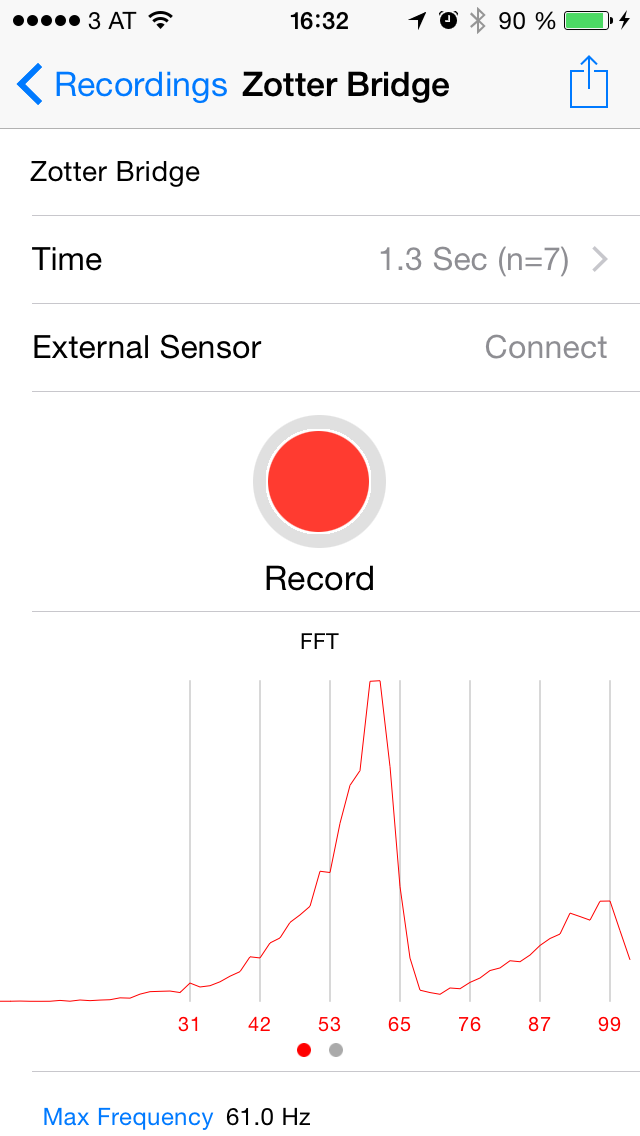 3 AT 16:32 90 %
Recordings Zotter Bridge
Zotter Bridge
Time 1.3 Sec (n=7)
External Sensor Connect
Record
FFT
31 42 53 65 76 87 99
Max Frequency 61.0 Hz